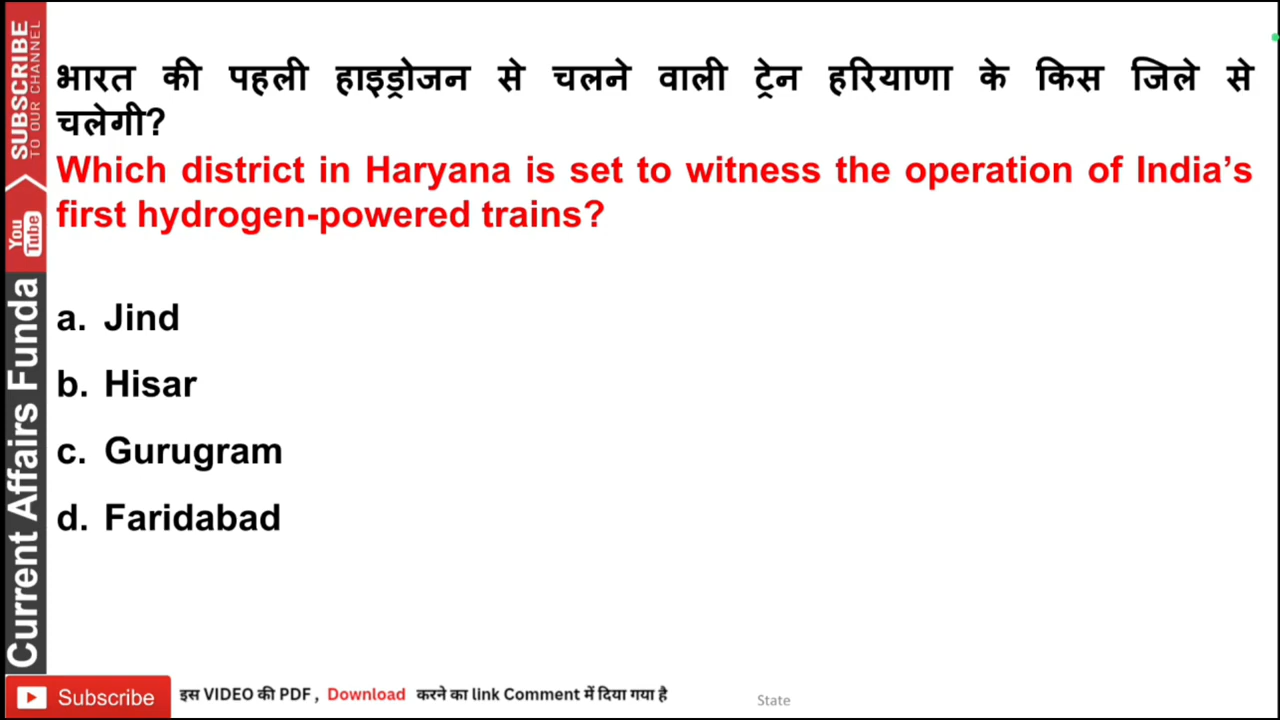 भारत की पहली हाइड्रोजन से चलने वाली ट्रेन हरियाणा के किस जिले से
चलेगी?
Which district in Haryana is set to witness the operation of India’s
first hydrogen-powered trains?
a. Jind
b. Hisar
c. Gurugram
d. Faridabad
SUBSCRIBE
TO OUR CHANNEL
You
Tube
Current Affairs Funda
Subscribe
इस VIDEO की PDF , Download करने का link Comment में दिया गया है
State